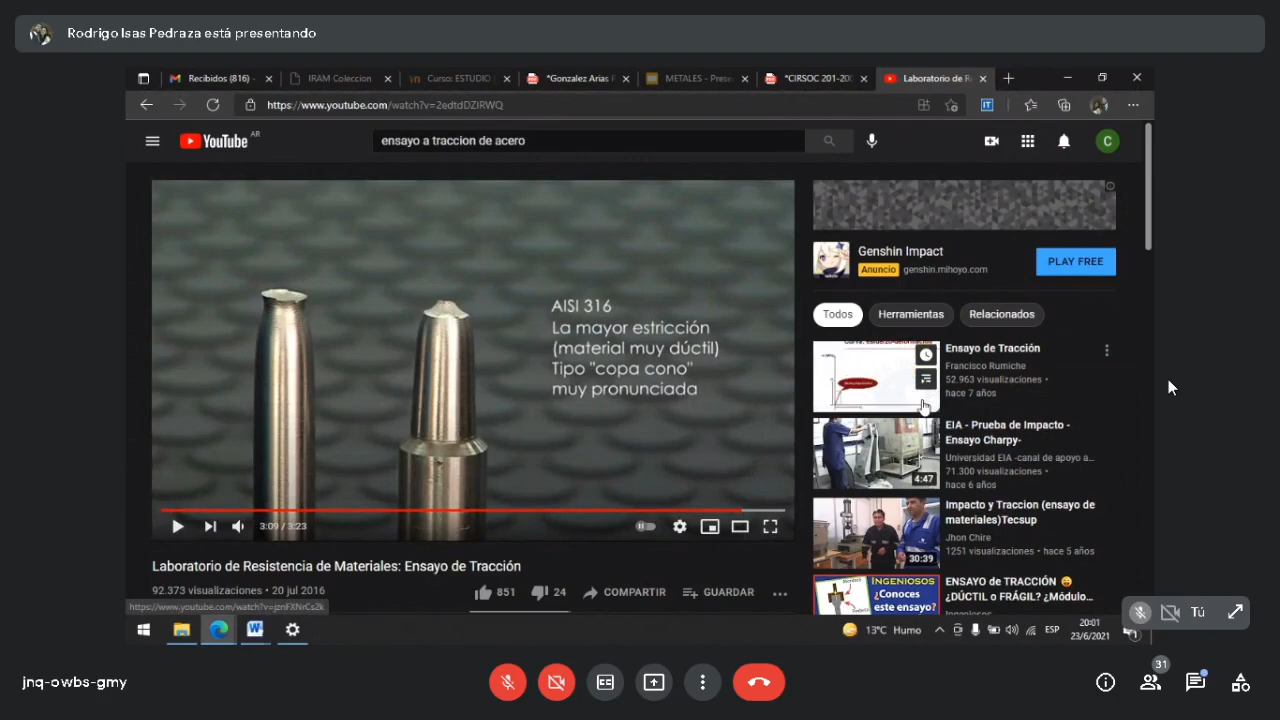 Rodrigo Isas Pedraza está presentando
Recibidos (816) -
IRAM Coleccion
Curso: ESTUDIO
*Gonzalez Arias F
METALES - Prese
*CIRSOC 201-200
Laboratorio de R
https://www.youtube.com/watch?v=2edtdDZIRWQ
IT
YouTube AR
ensayo a traccion de acero
C
AISI 316
La mayor estricción
(material muy dúctil)
Tipo "copa cono"
muy pronunciada
3:09 / 3:23
Laboratorio de Resistencia de Materiales: Ensayo de Tracción
92.373 visualizaciones • 20 jul 2016
851
24
COMPARTIR
GUARDAR
https://www.youtube.com/watch?v=jznFXNrCs2k
Genshin Impact
Anuncio genshin.mihoyo.com
PLAY FREE
Todos
Herramientas
Relacionados
Ensayo de Tracción
Francisco Rumiche
52.963 visualizaciones •
hace 7 años
EIA - Prueba de Impacto -
Ensayo Charpy-
Universidad EIA -canal de apoyo a...
71.300 visualizaciones •
hace 6 años
4:47
Impacto y Traccion (ensayo de
materiales)Tecsup
Jhon Chire
1251 visualizaciones • hace 5 años
30:39
INGENIOSOS
¿Conoces
este ensayo?
ENSAYO de TRACCIÓN 😀
¿DÚCTIL o FRÁGIL? ¿Módulo...
Tú
13°C Humo
ESP
20:01
23/6/2021
jnq-owbs-gmy
31